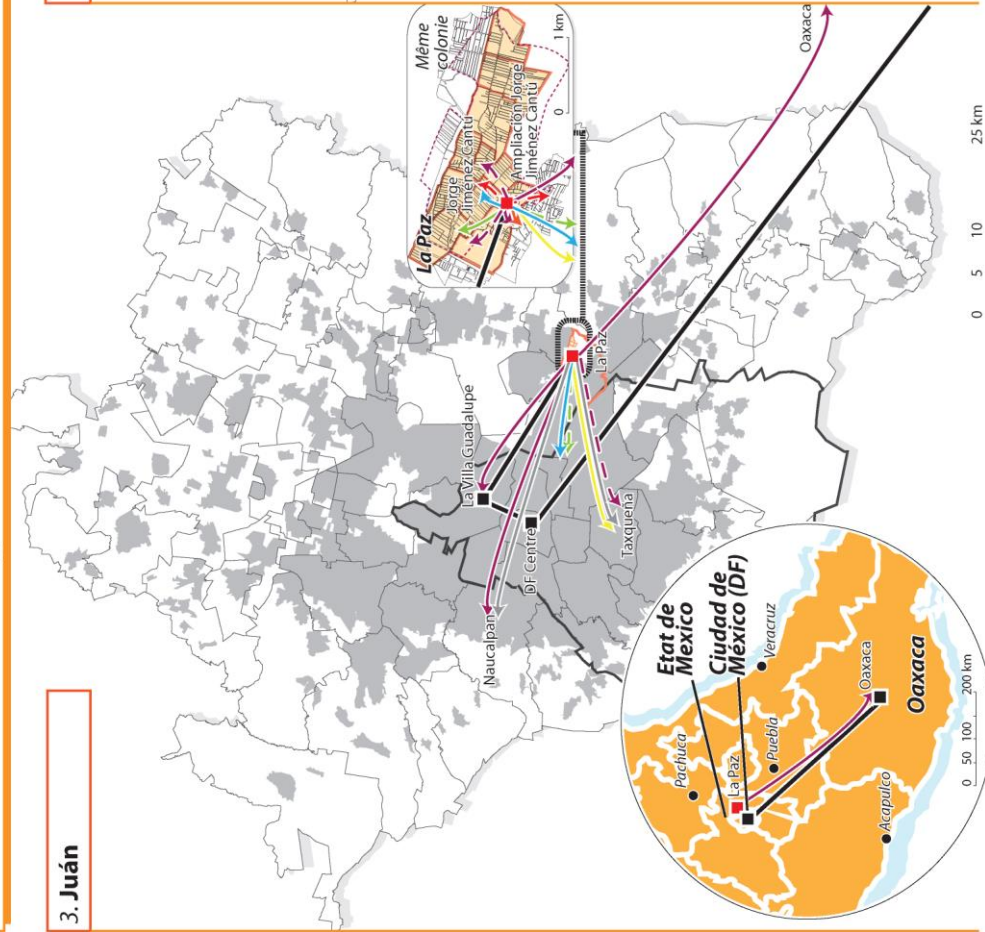 3. Juán
Même
colonie
La Paz
Jorge
Jiménez Cantú
Ampliación Jorge
Jiménez Cantú
0 1 km
La Villa Guadalupe
Naucalpan
DF Centre
La Paz
Taxqueña
Oaxaca
0 5 10 25 km
Etat de
Mexico
Ciudad de
México (DF)
Pachuca
La Paz
Veracruz
Puebla
Oaxaca
Oaxaca
Acapulco
0 50 100 200 km